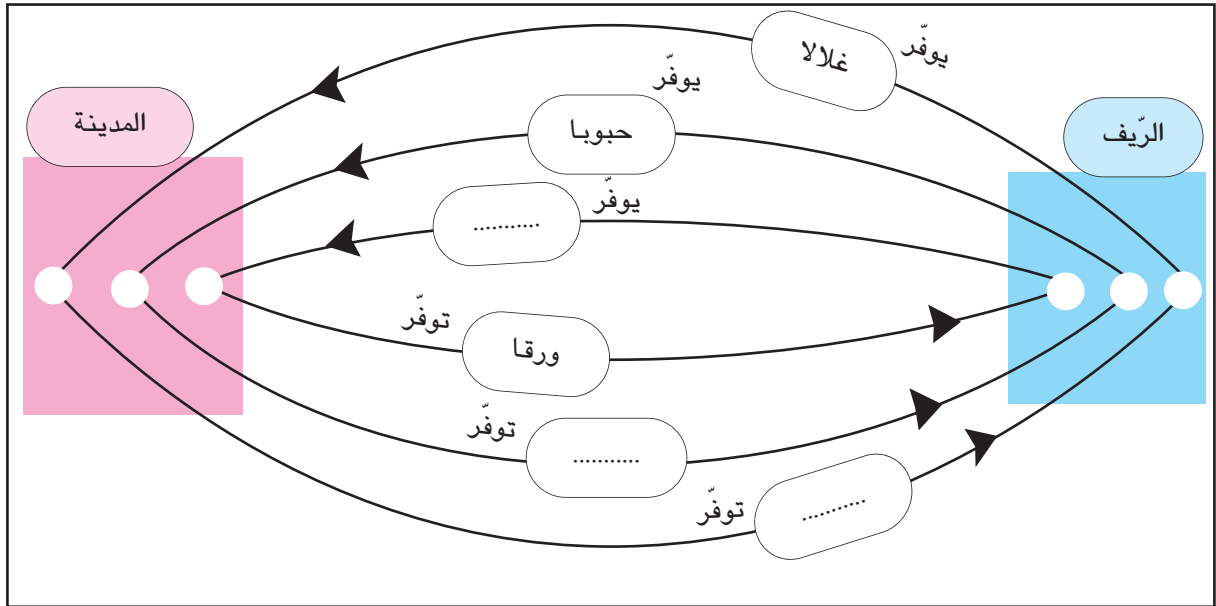 يوفّر
غلالا
يوفّر
المدينة
حبوبا
الرّيف
يوفّر
..........
توفّر
ورقا
توفّر
..........
توفّر
..........